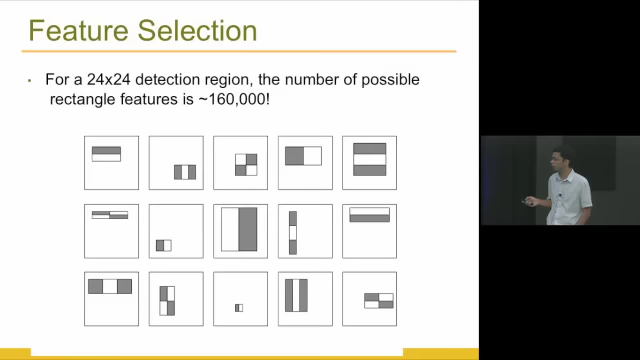 Feature Selection
For a 24x24 detection region, the number of possible
rectangle features is ~160,000!